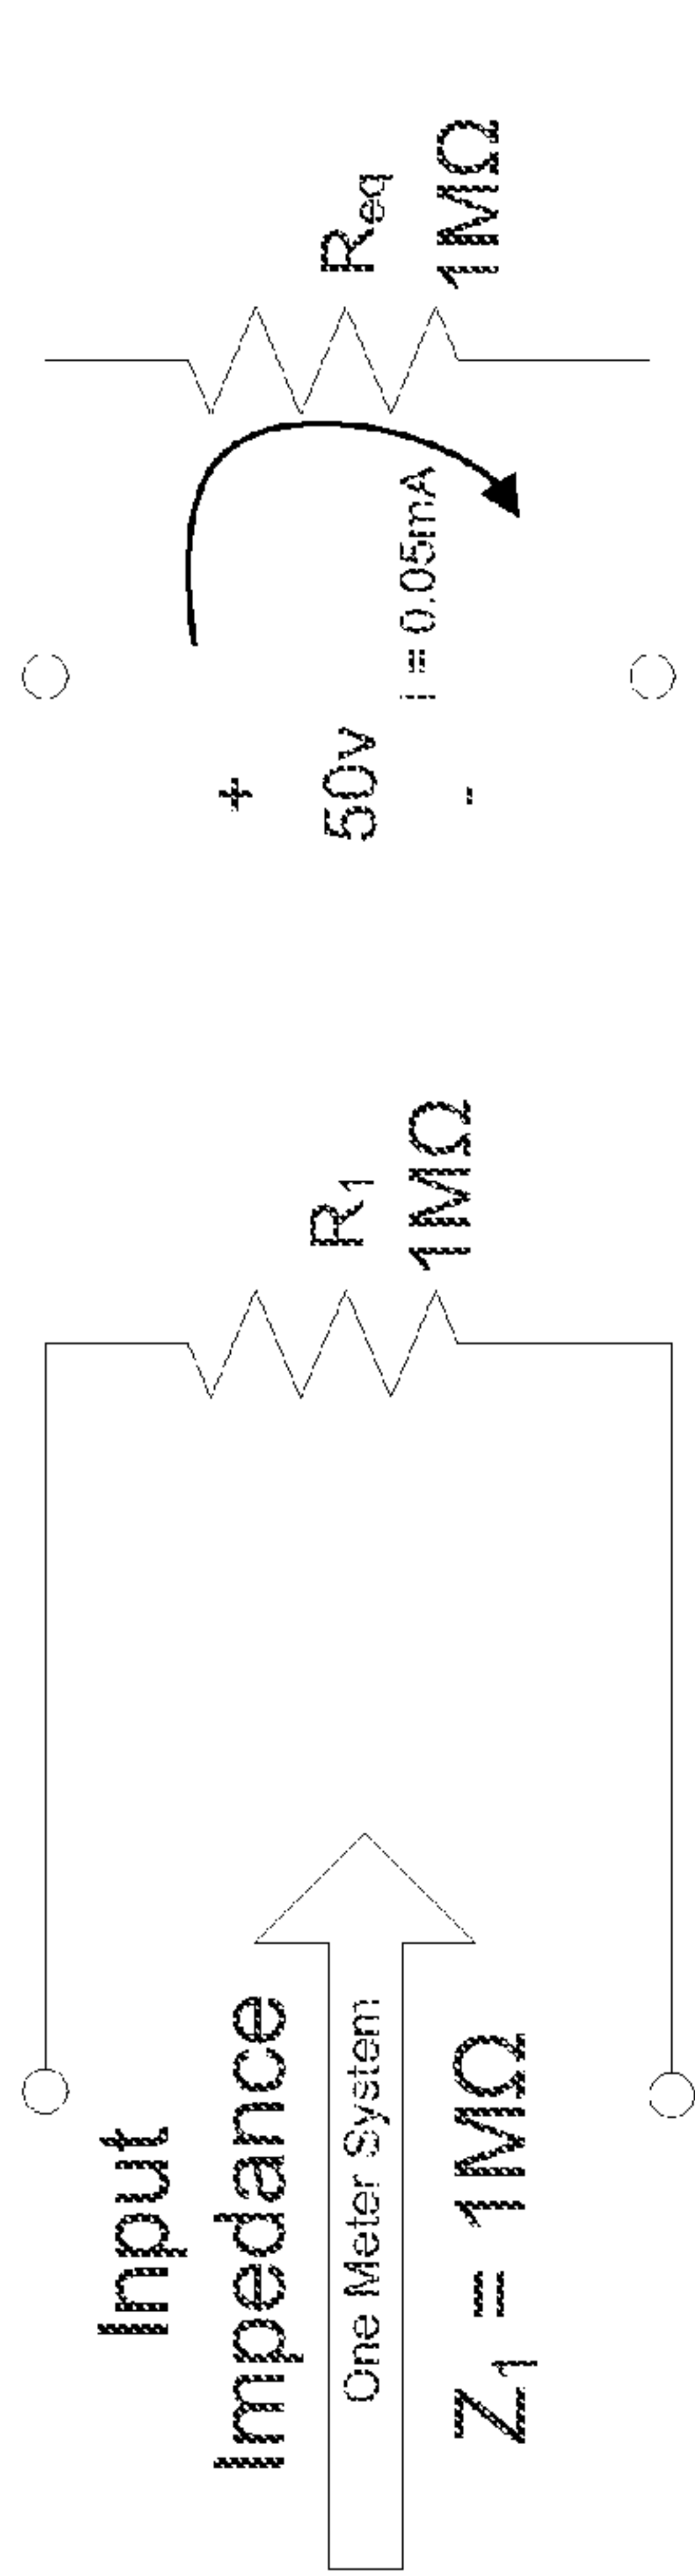 Input
Impedance
One Meter System
Z₁ = 1MΩ
R₁
1MΩ
+
50v
-
i = 0.05mA
Rₑq
1MΩ